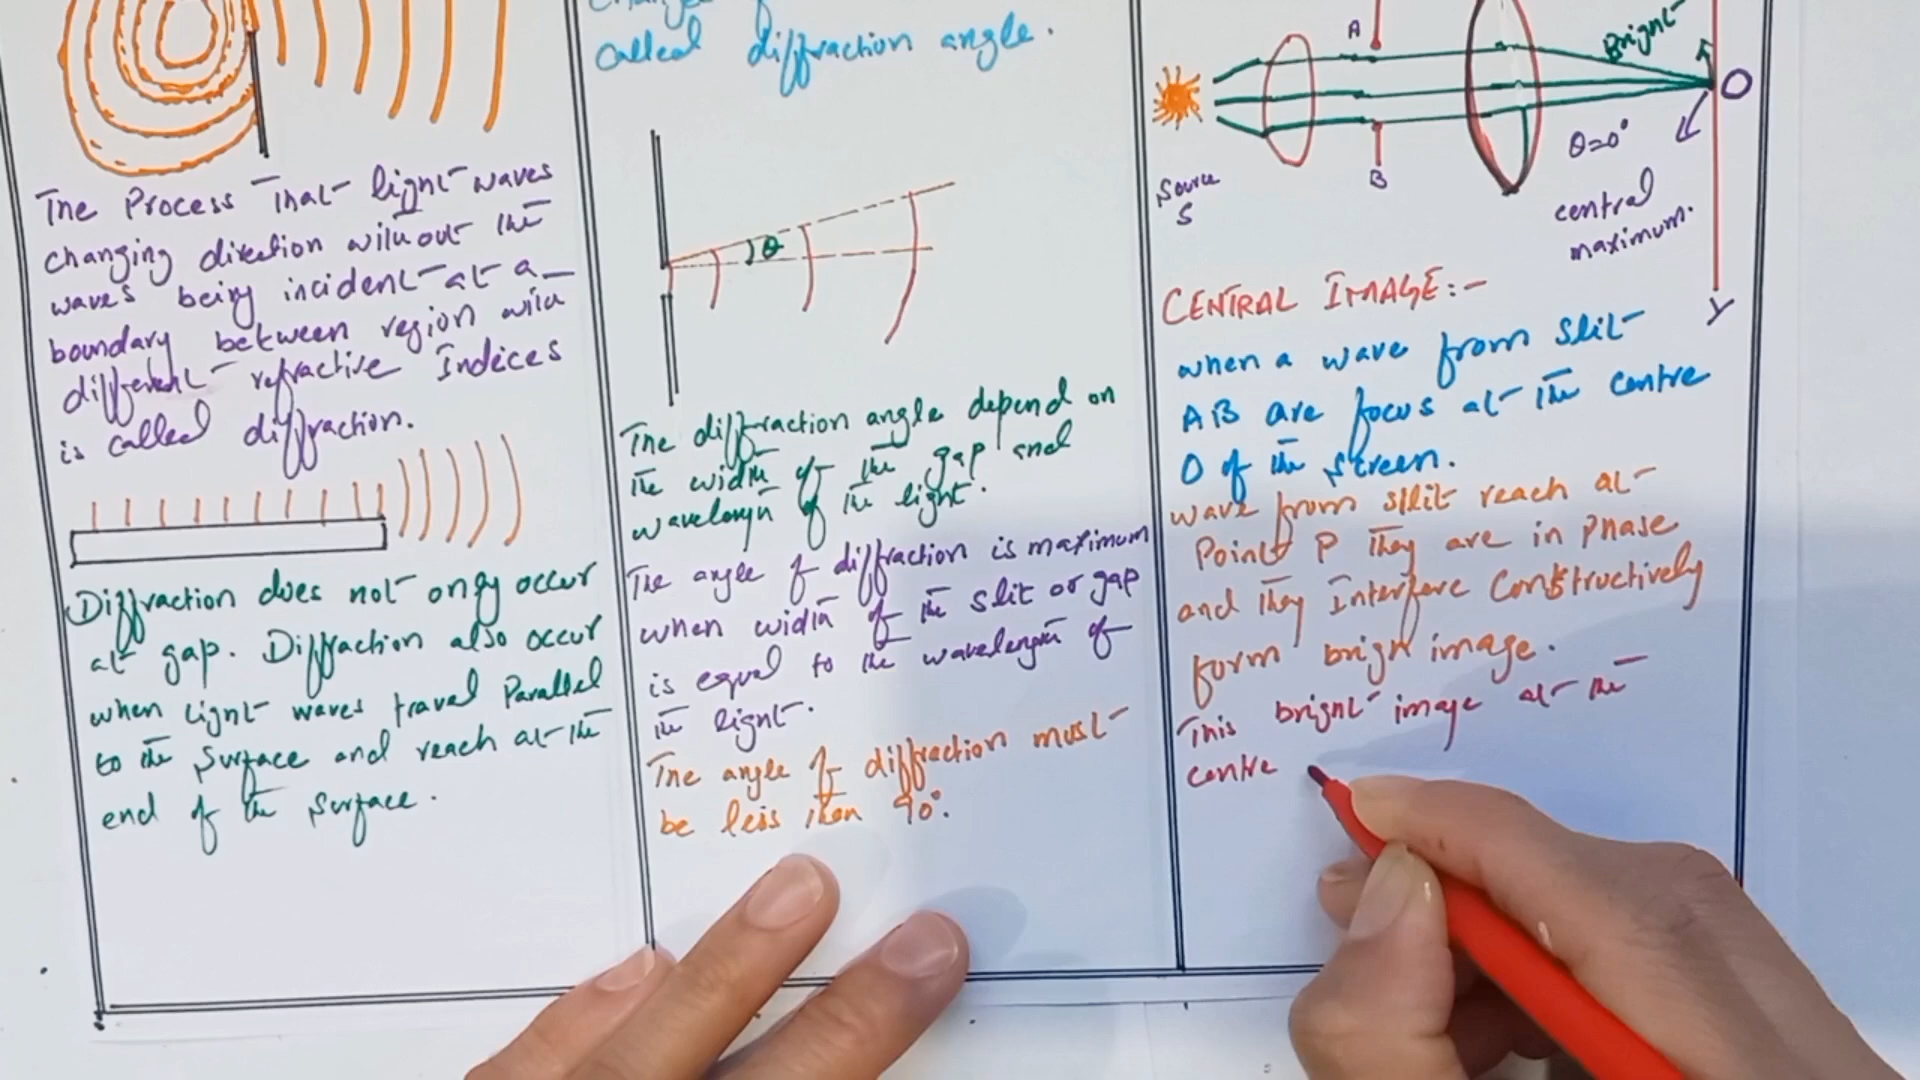 The Process That light waves
changing direction without the
waves being incident at a
boundary between region with
different refractive Indices
is called diffraction.
Diffraction does not only occur
at gap. Diffraction also occur
when light waves travel Parallel
to the surface and reach at the
end of the surface.
called diffraction angle.
θ
The diffraction angle depend on
the width of the gap and
wavelength of the light.
The angle of diffraction is maximum
when width of the slit or gap
is equal to the wavelength of
the light.
The angle of diffraction must
be less than 90°.
A
Bright
O
B
θ=0°
Source
S
central
maximum.
Y
CENTRAL IMAGE:-
when a wave from slit
AB are focus at the centre
O of the screen.
wave from slit reach at
Point P they are in phase
and they Interfere Constructively
form bright image.
This bright image at the
centre